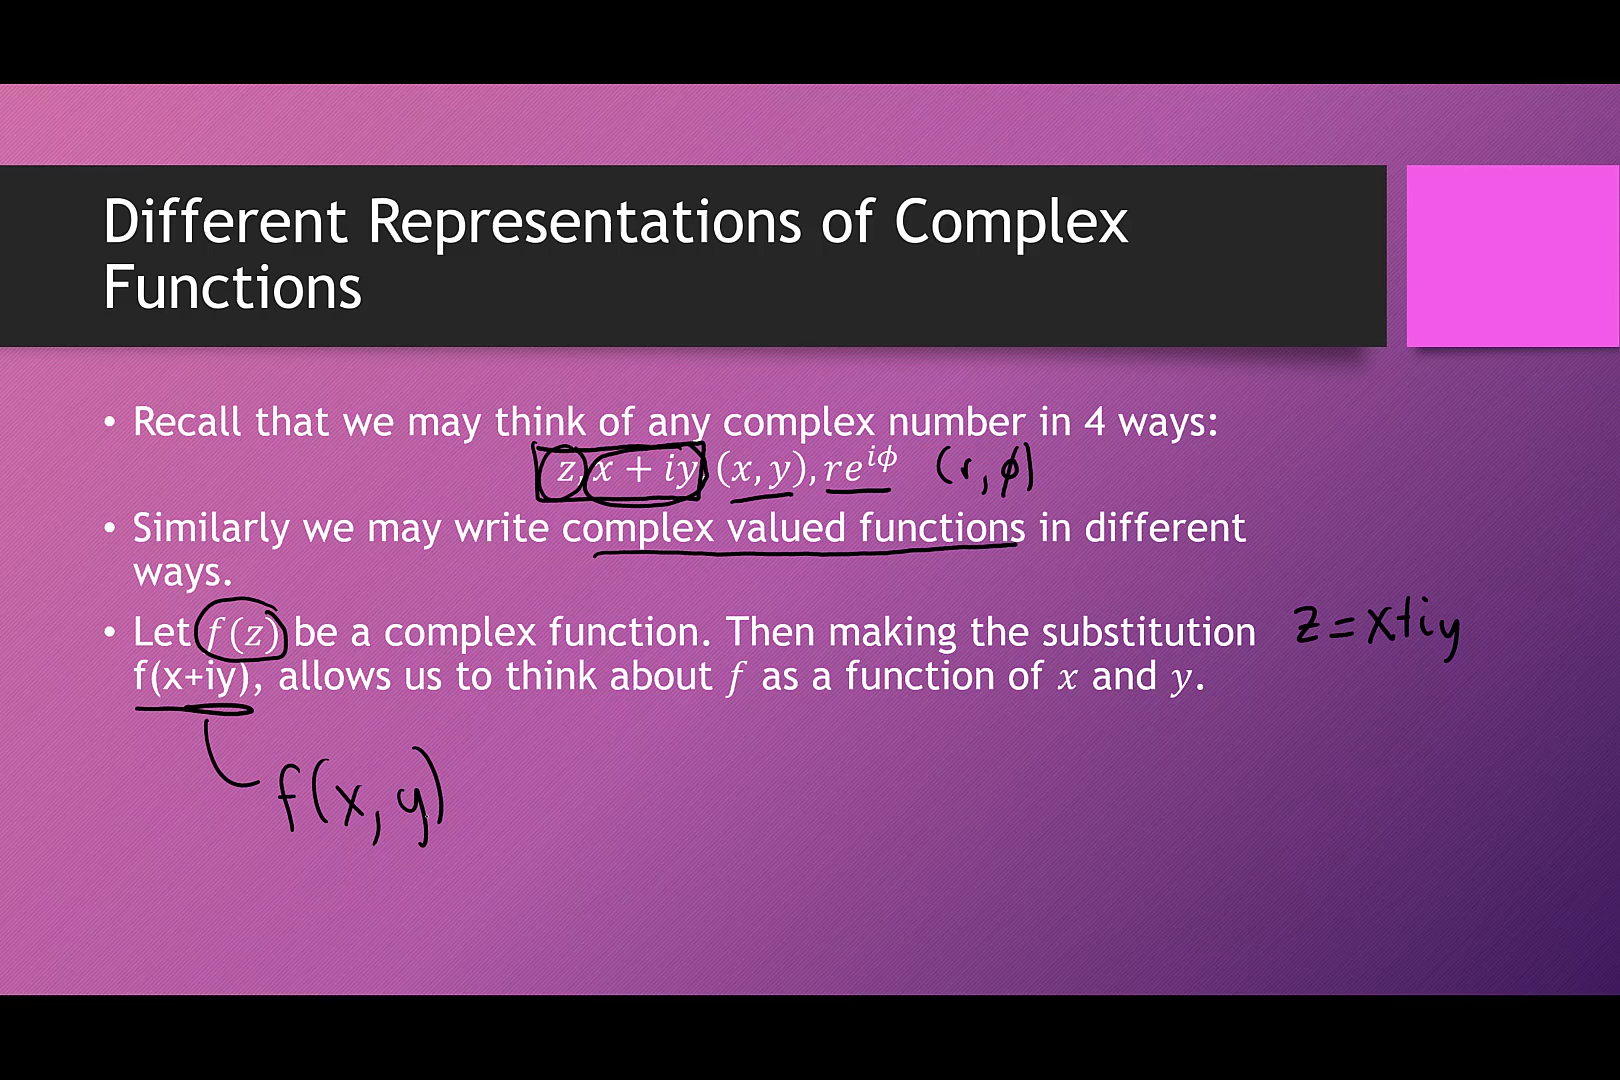 Different Representations of Complex
Functions
• Recall that we may think of any complex number in 4 ways:
z, x + iy, (x, y), re^{iϕ} (r, ϕ)
• Similarly we may write complex valued functions in different
ways.
• Let f(z) be a complex function. Then making the substitution z = x+iy
f(x+iy), allows us to think about f as a function of x and y.
f(x, y)